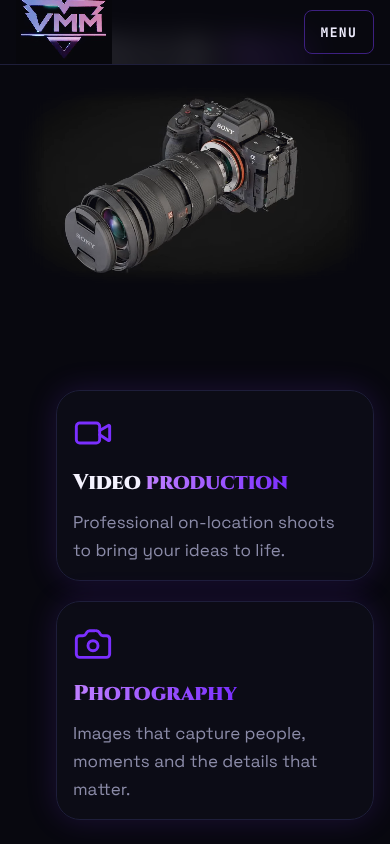 VMM
MENU
SONY
SONY
Video production
Professional on-location shoots
to bring your ideas to life.
Photography
Images that capture people,
moments and the details that
matter.